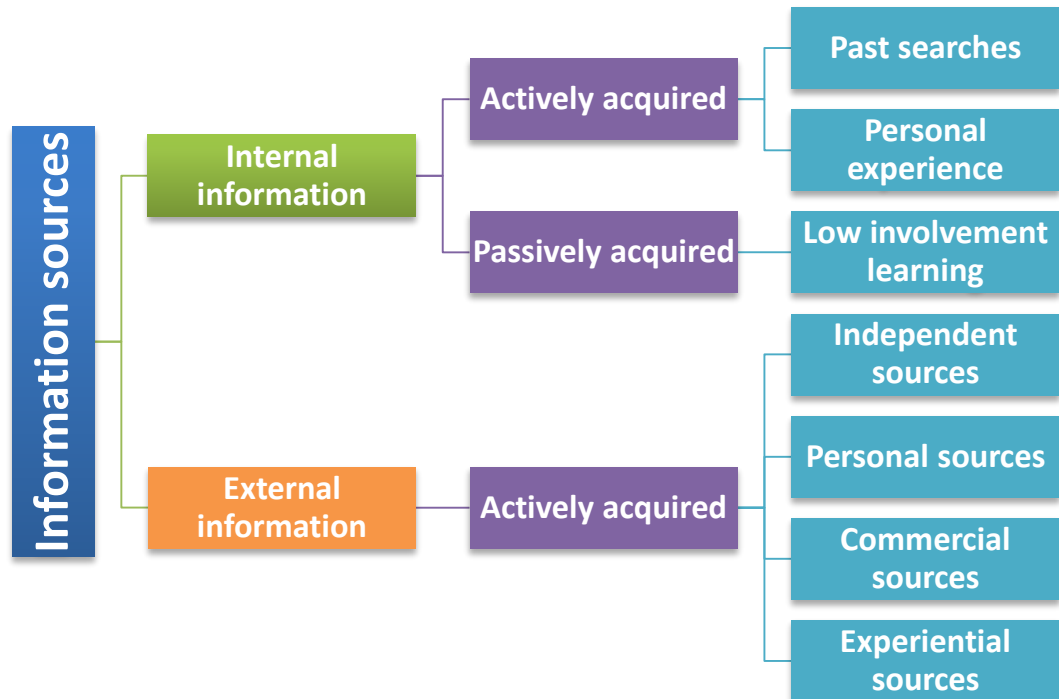 Information sources
Internal
information
External
information
Actively acquired
Passively acquired
Actively acquired
Past searches
Personal
experience
Low involvement
learning
Independent
sources
Personal sources
Commercial
sources
Experiential
sources